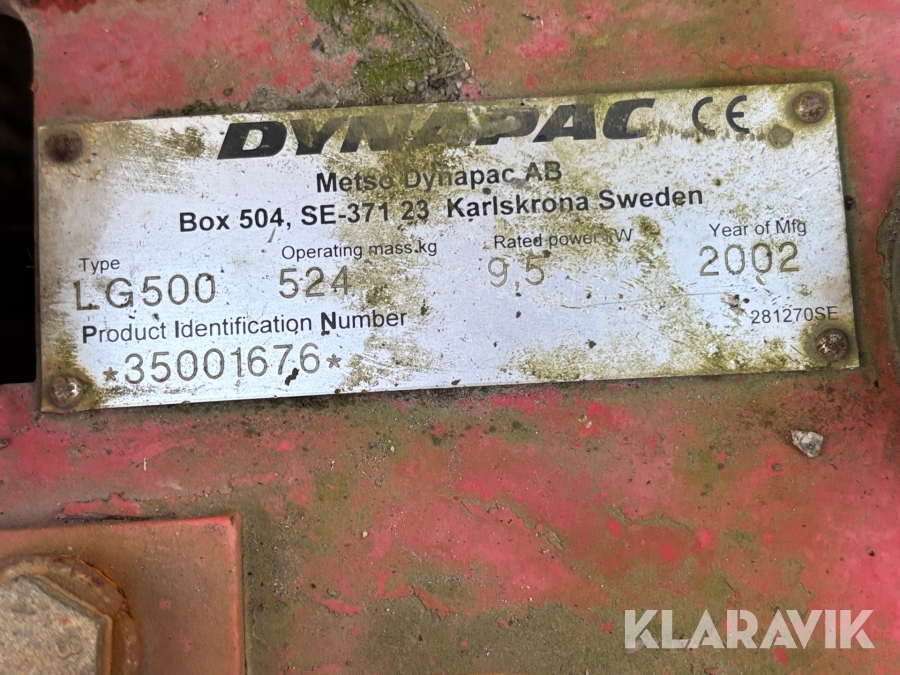 DYNAPAC CE
Metso Dynapac AB
Box 504, SE-371 23 Karlskrona Sweden
Type Operating mass.kg Rated power kW Year of Mfg
LG500 524 9,5 2002
Product Identification Number 281270SE
*35001676*
KLARAVIK